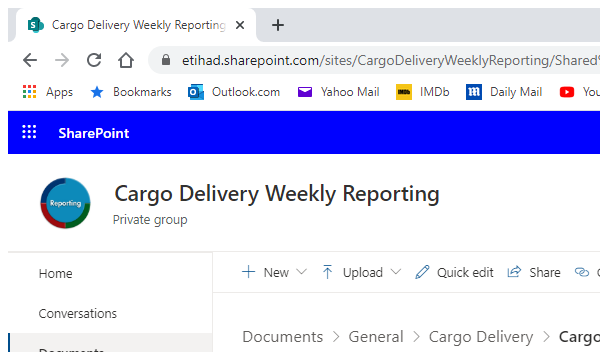 Cargo Delivery Weekly Reporting
etihad.sharepoint.com/sites/CargoDeliveryWeeklyReporting/Shared%
Apps Bookmarks Outlook.com Yahoo Mail IMDb Daily Mail You
SharePoint
Reporting
Cargo Delivery Weekly Reporting
Private group
Home
+ New Upload Quick edit Share
Conversations
Documents
Documents > General > Cargo Delivery > Cargo